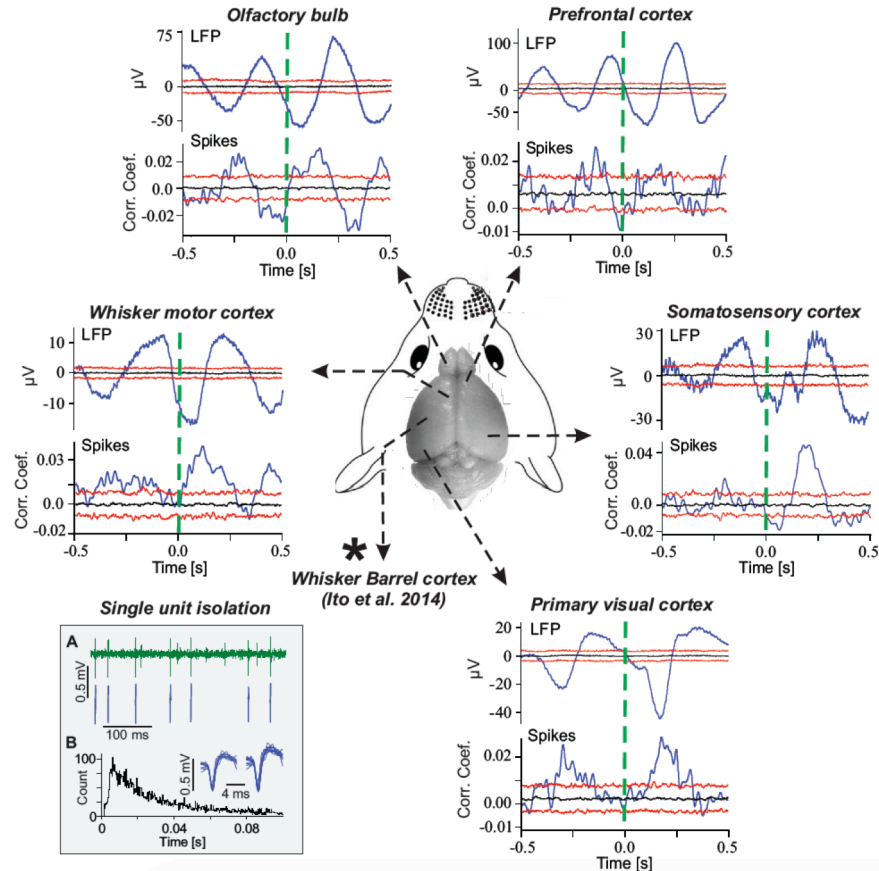 Olfactory bulb
LFP
75
0
-50
µV
Spikes
0.02
0.0
-0.02
Corr. Coef.
-0.5
0.0
0.5
Time [s]
Prefrontal cortex
LFP
100
50
0
-50
µV
Spikes
0.02
0.0
-0.01
Corr. Coef.
-0.5
0.0
0.5
Time [s]
Whisker motor cortex
LFP
10
0
-10
µV
Spikes
0.03
0.0
-0.02
Corr. Coef.
-0.5
0.0
0.5
Time [s]
Somatosensory cortex
LFP
30
0
-30
µV
Spikes
0.04
0.0
-0.02
Corr. Coef.
-0.5
0.0
0.5
Time [s]
*
Whisker Barrel cortex
(Ito et al. 2014)
Single unit isolation
A
0.5 mV
100 ms
B
100
0
Count
0.5 mV
4 ms
0
0.04
0.08
Time [s]
Primary visual cortex
LFP
20
0
-20
-40
µV
Spikes
0.02
0.00
-0.01
Corr. Coef.
-0.5
0.0
0.5
Time [s]